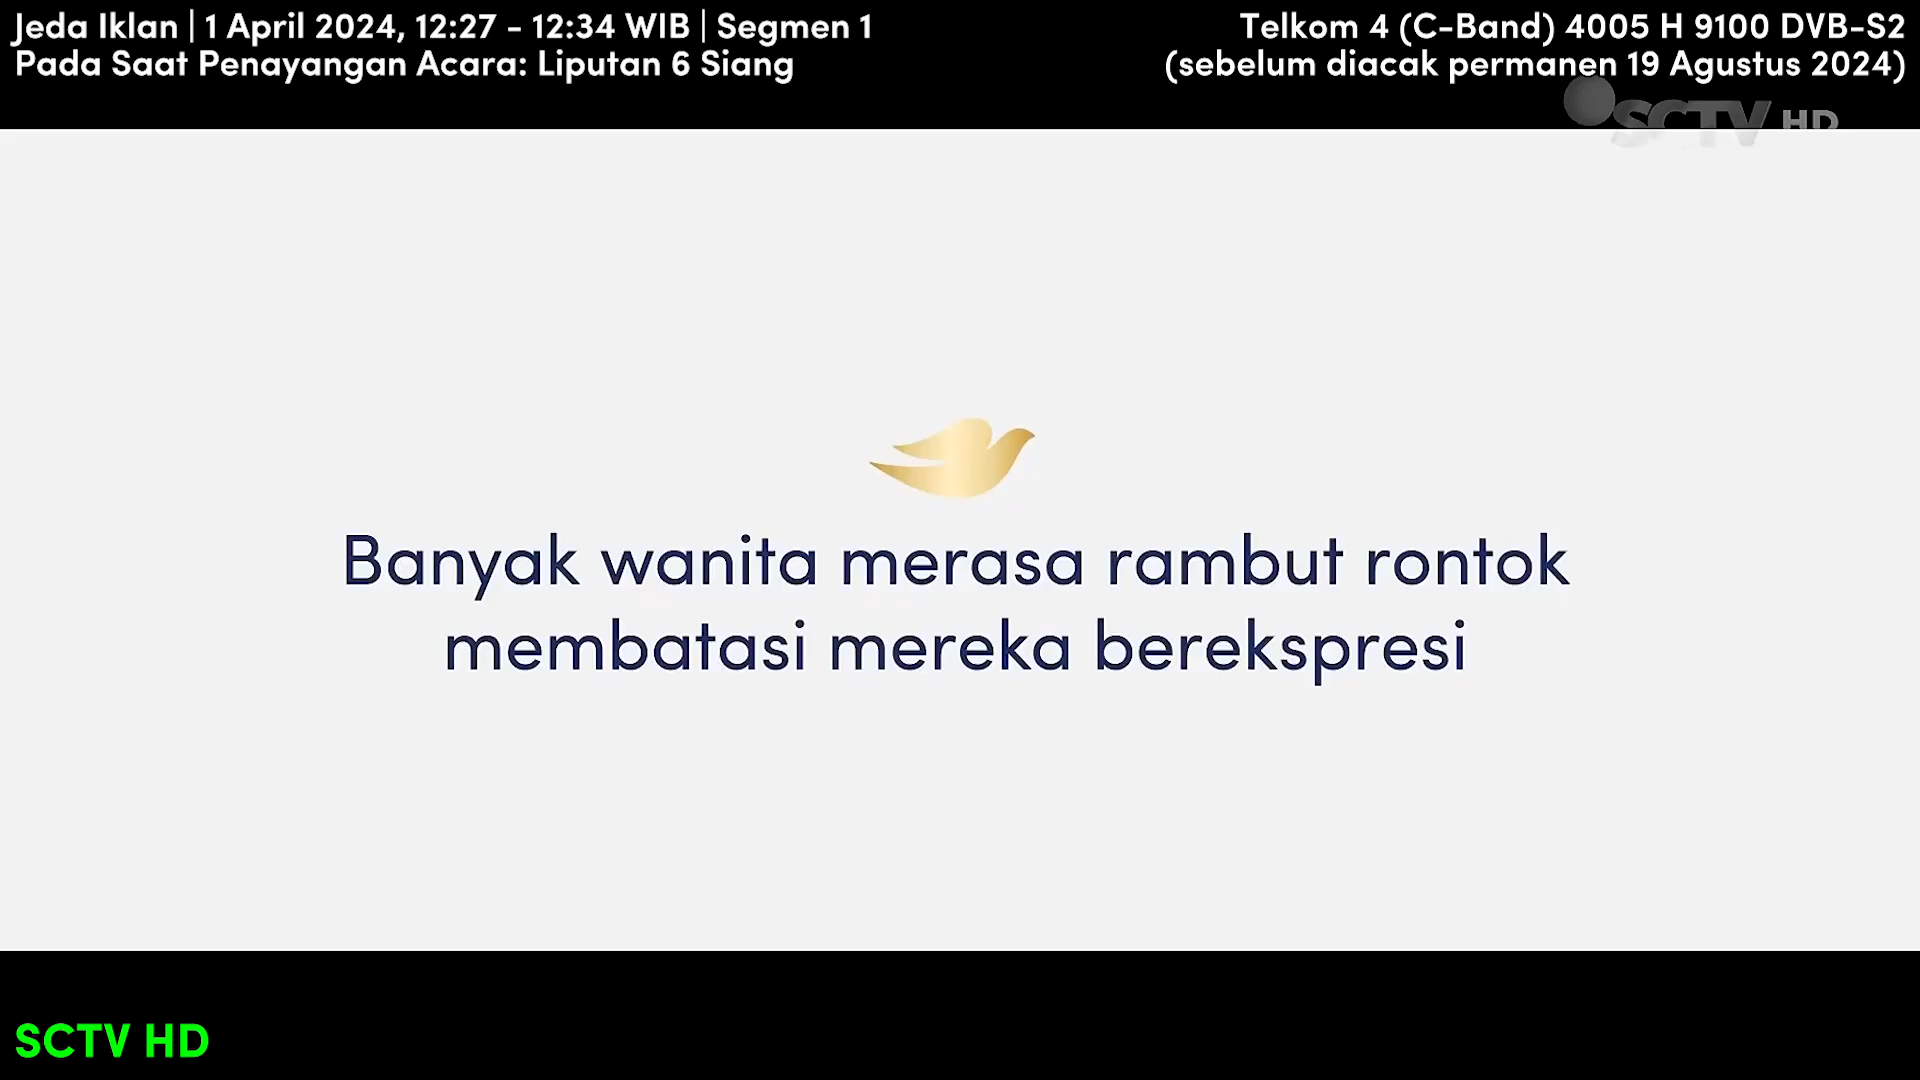 Jeda Iklan | 1 April 2024, 12:27 - 12:34 WIB | Segmen 1
Pada Saat Penayangan Acara: Liputan 6 Siang
Telkom 4 (C-Band) 4005 H 9100 DVB-S2
(sebelum diacak permanen 19 Agustus 2024)
SCTV HD
Banyak wanita merasa rambut rontok
membatasi mereka berekspresi
SCTV HD